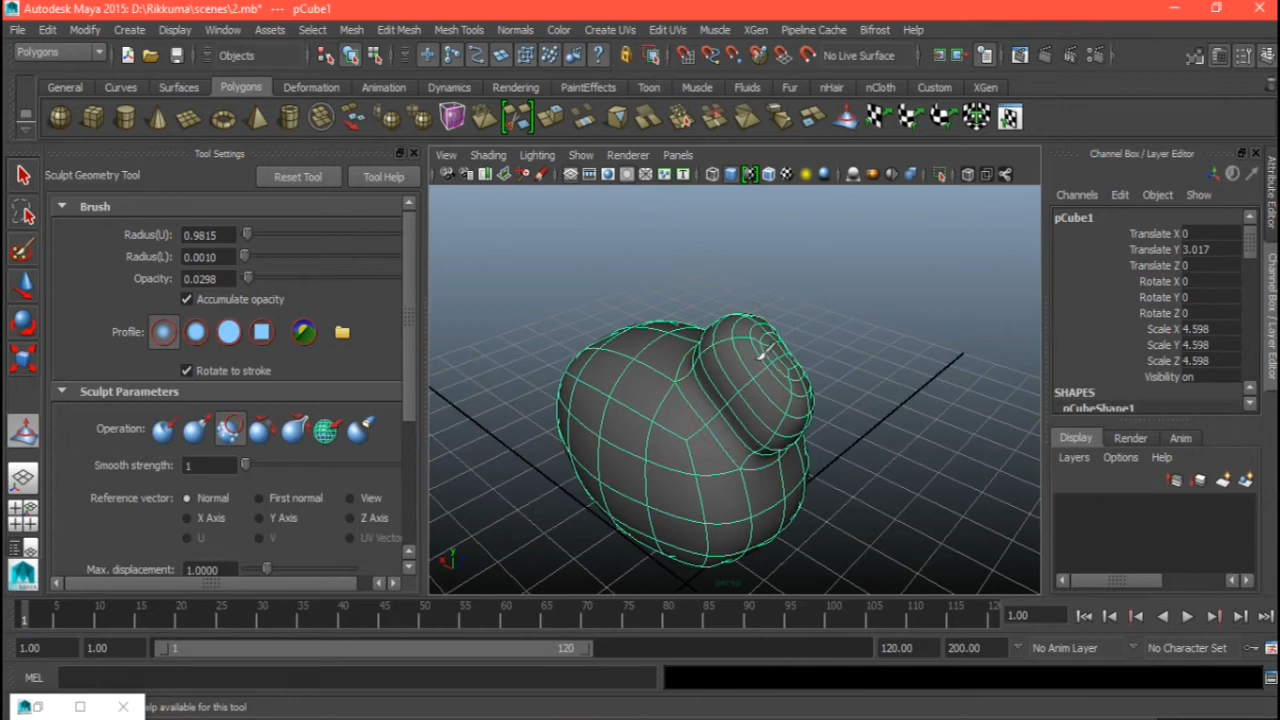 Autodesk Maya 2015: D:\Rikkuma\scenes\2.mb* --- pCube1
File Edit Modify Create Display Window Assets Select Mesh Edit Mesh Mesh Tools Normals Color Create UVs Edit UVs Muscle XGen Pipeline Cache Bifrost Help
Polygons Objects No Live Surface
General Curves Surfaces Polygons Deformation Animation Dynamics Rendering PaintEffects Toon Muscle Fluids Fur nHair nCloth Custom XGen
Tool Settings
Sculpt Geometry Tool Reset Tool Tool Help
Brush
Radius(U): 0.9815
Radius(L): 0.0010
Opacity: 0.0298
Accumulate opacity
Profile:
Rotate to stroke
Sculpt Parameters
Operation:
Smooth strength: 1
Reference vector: Normal First normal View
X Axis Y Axis Z Axis
U V UV Vector
Max. displacement: 1.0000
View Shading Lighting Show Renderer Panels
y
persp
Channel Box / Layer Editor
Channels Edit Object Show
pCube1
Translate X 0
Translate Y 3.017
Translate Z 0
Rotate X 0
Rotate Y 0
Rotate Z 0
Scale X 4.598
Scale Y 4.598
Scale Z 4.598
Visibility on
SHAPES
pCubeShape1
Display Render Anim
Layers Options Help
Attribute Editor
Channel Box / Layer Editor
1 5 10 15 20 25 30 35 40 45 50 55 60 65 70 75 80 85 90 95 100 105 110 115 120 1.00
1.00 1.00 1 120 120.00 200.00 No Anim Layer No Character Set
MEL
elp available for this tool